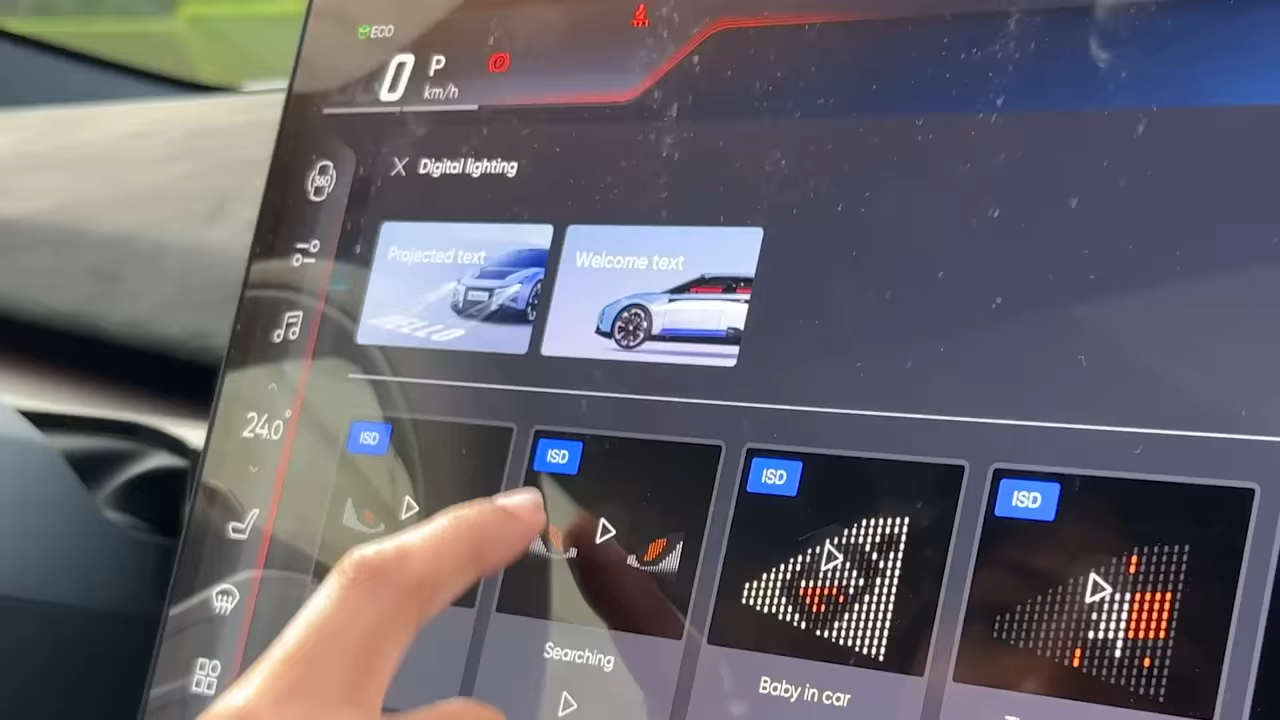 ECO
0 P
km/h
360
Digital lighting
Projected text
Welcome text
24.0°
ISD
ISD
ISD
ISD
Searching
Baby in car